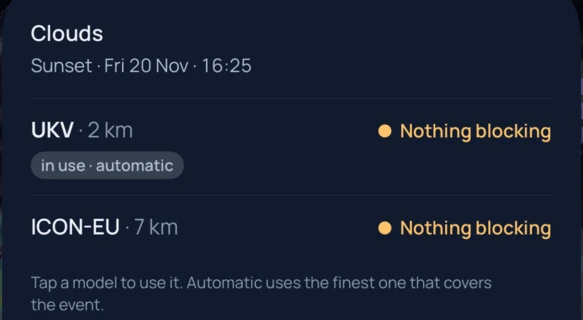 Clouds
Sunset · Fri 20 Nov · 16:25
UKV · 2 km
Nothing blocking
in use · automatic
ICON-EU · 7 km
Nothing blocking
Tap a model to use it. Automatic uses the finest one that covers
the event.